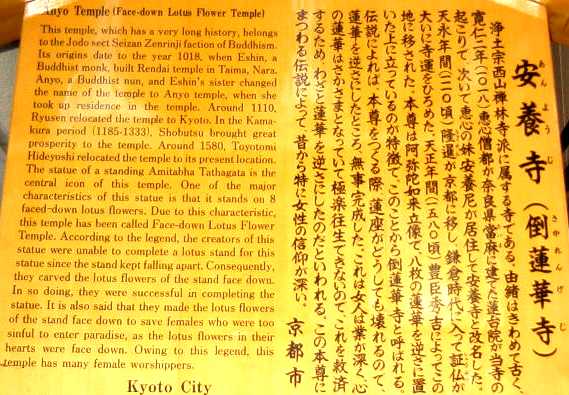 Anyo Temple (Face-down Lotus Flower Temple)
This temple, which has a very long history, belongs
to the Jodo sect Seizan Zenrinji faction of Buddhism.
Its origins date to the year 1018, when Eshin, a
Buddhist monk, built Rendai temple in Taima, Nara.
Anyo, a Buddhist nun, and Eshin's sister changed
the name of the temple to Anyo temple, when she
took up residence in the temple. Around 1110,
Ryusen relocated the temple to Kyoto. In the Kama-
kura period (1185-1333), Shobutsu brought great
prosperity to the temple. Around 1580, Toyotomi
Hideyoshi relocated the temple to its present location.
The statue of a standing Amitabha Tathagata is the
central icon of this temple. One of the major
characteristics of this statue is that it stands on 8
faced-down lotus flowers. Due to this characteristic,
this temple has been called Face-down Lotus Flower
Temple. According to the legend, the creators of this
statue were unable to complete a lotus stand for this
statue since the stand kept falling apart. Consequently,
they carved the lotus flowers of the stand face down.
In so doing, they were successful in completing the
statue. It is also said that they made the lotus flowers
of the stand face down to save females who were too
sinful to enter paradise, as the lotus flowers in their
hearts were face down. Owing to this legend, this
temple has many female worshippers.
Kyoto City
あんようじ さかれんげじ
安養寺（倒蓮華寺）
浄土宗西山禅林寺派に属する寺である。由緒はきわめて古く、
寛仁二年（一〇一八）恵心僧都が奈良県當麻に建てた蓮台院が当寺の
起こりで、次いで恵心の妹安養尼が居住して安養寺と改名した。
天永年間（一一一〇頃）隆暹が京都に移し、鎌倉時代に入って証仏が
大いに寺運をひろめた。天正年間（一五八〇頃）豊臣秀吉によってこの
地に移された。本尊は阿弥陀如来立像で、八枚の蓮華を逆さに置
いた上に立っているのが特徴で、このことから倒蓮華寺と呼ばれる。
伝説によれば、本尊をつくる際、蓮座がどうしても壊れるので、
蓮華を逆さにしたところ、無事、完成した。これは女人は業が深く、心
の蓮華はさかさまとなっていて極楽往生できないので、これを救済
するため、わざと蓮華を逆さにしたのだといわれる。この本尊に
まつわる伝説によって、昔から特に女性の信仰が深い。
京都市